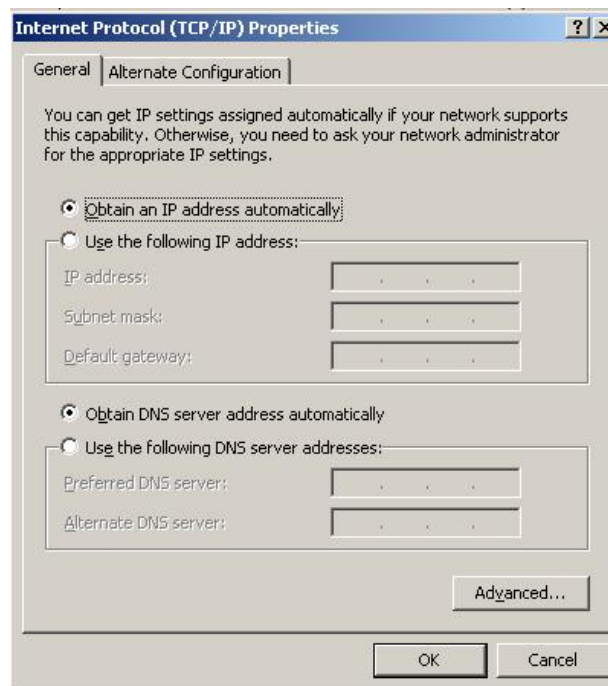 Internet Protocol (TCP/IP) Properties
General
Alternate Configuration
You can get IP settings assigned automatically if your network supports
this capability. Otherwise, you need to ask your network administrator
for the appropriate IP settings.
Obtain an IP address automatically
Use the following IP address:
IP address:
Subnet mask:
Default gateway:
Obtain DNS server address automatically
Use the following DNS server addresses:
Preferred DNS server:
Alternate DNS server:
Advanced...
OK
Cancel